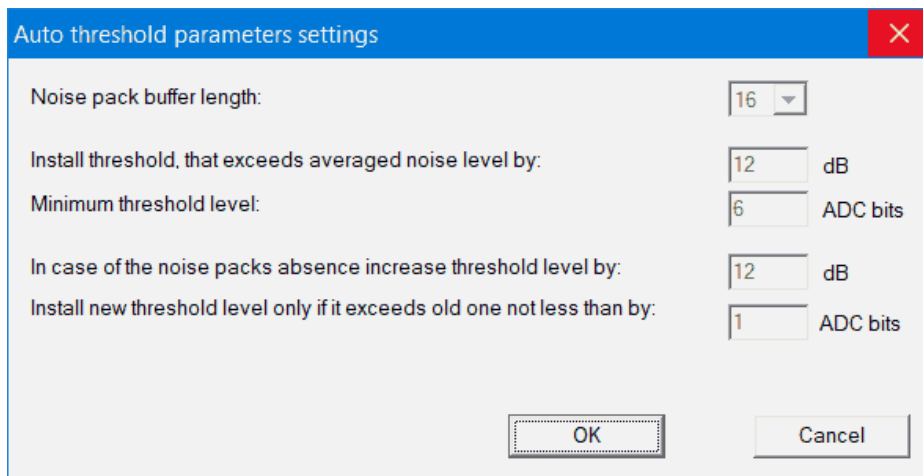 Auto threshold parameters settings
Noise pack buffer length: 16
Install threshold, that exceeds averaged noise level by: 12 dB
Minimum threshold level: 6 ADC bits
In case of the noise packs absence increase threshold level by: 12 dB
Install new threshold level only if it exceeds old one not less than by: 1 ADC bits
OK Cancel